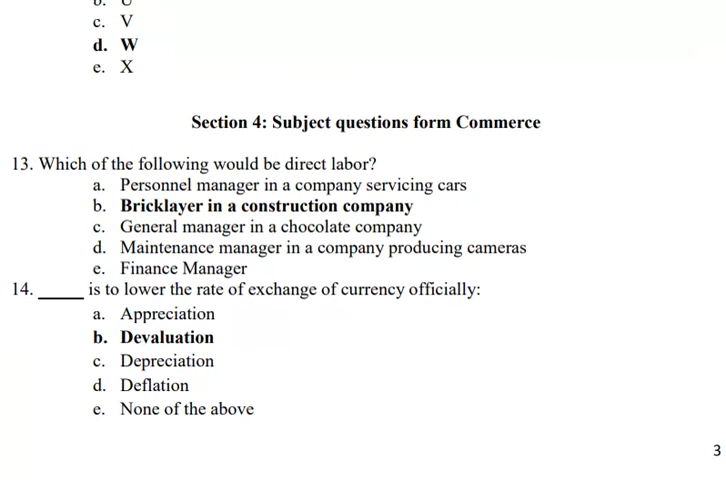 c. V
d. W
e. X
Section 4: Subject questions form Commerce
13. Which of the following would be direct labor?
a. Personnel manager in a company servicing cars
b. Bricklayer in a construction company
c. General manager in a chocolate company
d. Maintenance manager in a company producing cameras
e. Finance Manager
14. _____ is to lower the rate of exchange of currency officially:
a. Appreciation
b. Devaluation
c. Depreciation
d. Deflation
e. None of the above
3